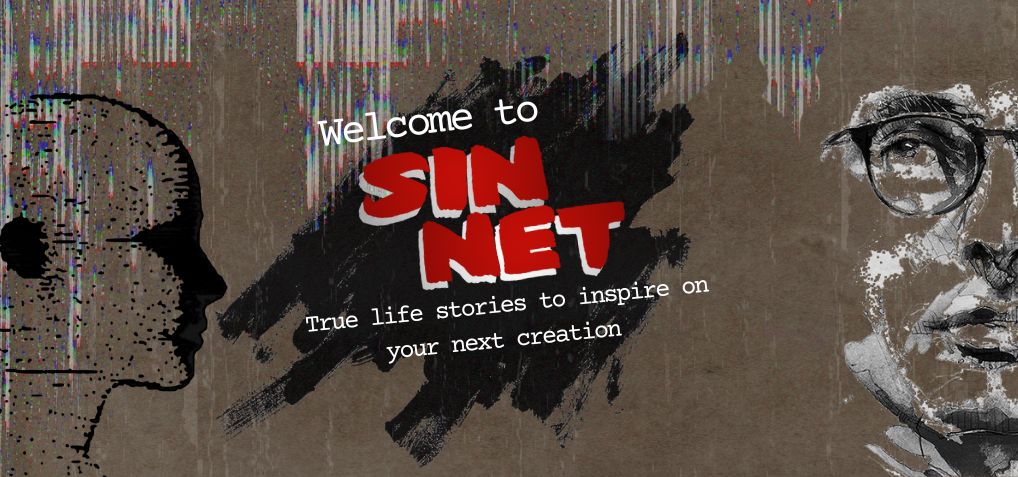 Welcome to
SIN
NET
True life stories to inspire on
your next creation